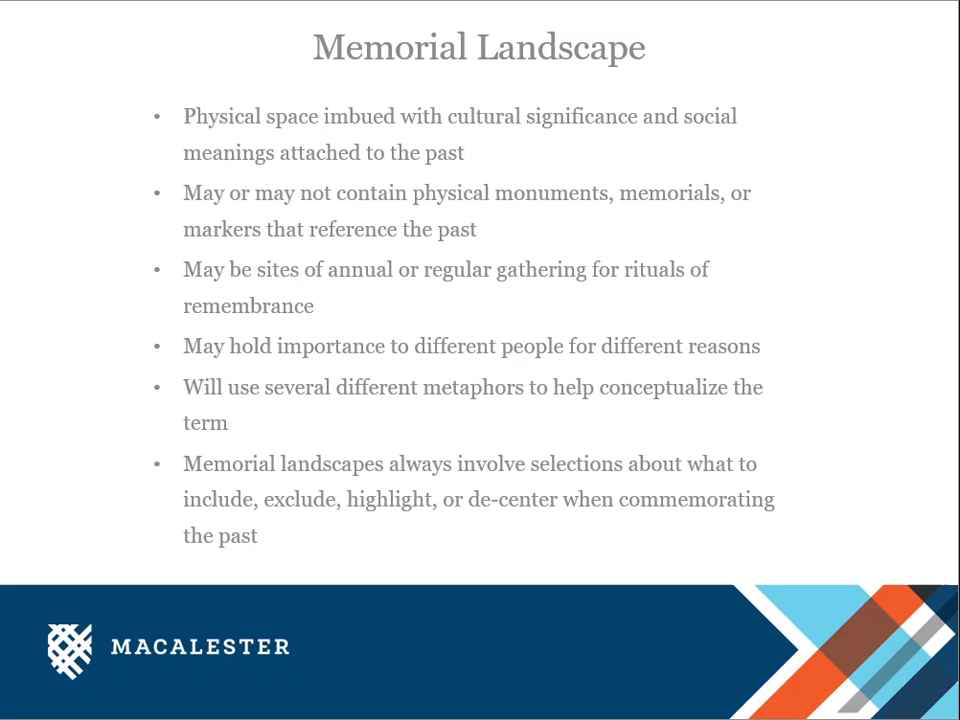 Memorial Landscape
• Physical space imbued with cultural significance and social
meanings attached to the past
• May or may not contain physical monuments, memorials, or
markers that reference the past
• May be sites of annual or regular gathering for rituals of
remembrance
• May hold importance to different people for different reasons
• Will use several different metaphors to help conceptualize the
term
• Memorial landscapes always involve selections about what to
include, exclude, highlight, or de-center when commemorating
the past
MACALESTER